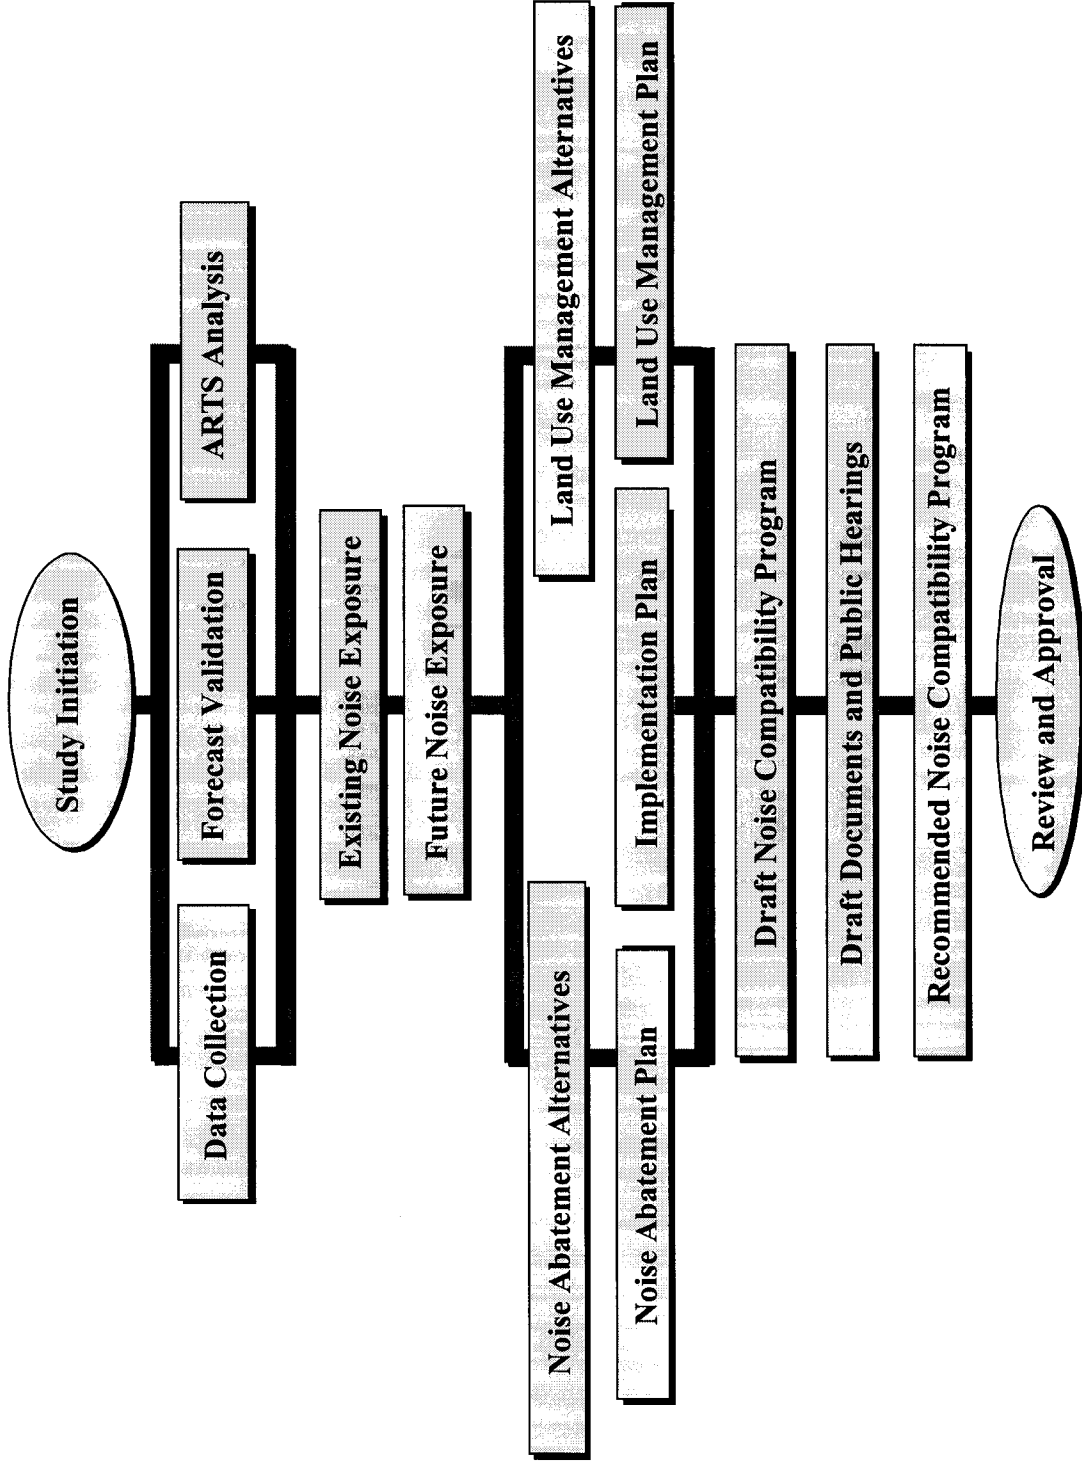 Study Initiation
Data Collection
Forecast Validation
ARTS Analysis
Existing Noise Exposure
Future Noise Exposure
Noise Abatement Alternatives
Land Use Management Alternatives
Noise Abatement Plan
Implementation Plan
Land Use Management Plan
Draft Noise Compatibility Program
Draft Documents and Public Hearings
Recommended Noise Compatibility Program
Review and Approval